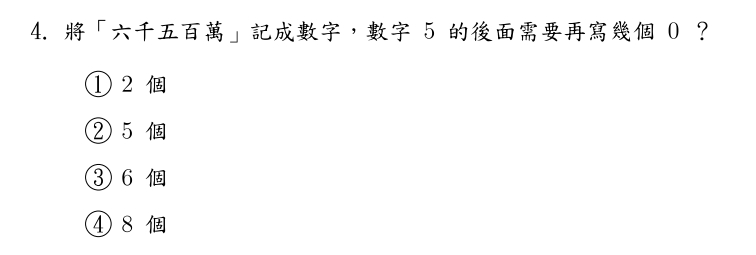 4. 將「六千五百萬」記成數字，數字 5 的後面需要再寫幾個 0 ？
① 2 個
② 5 個
③ 6 個
④ 8 個